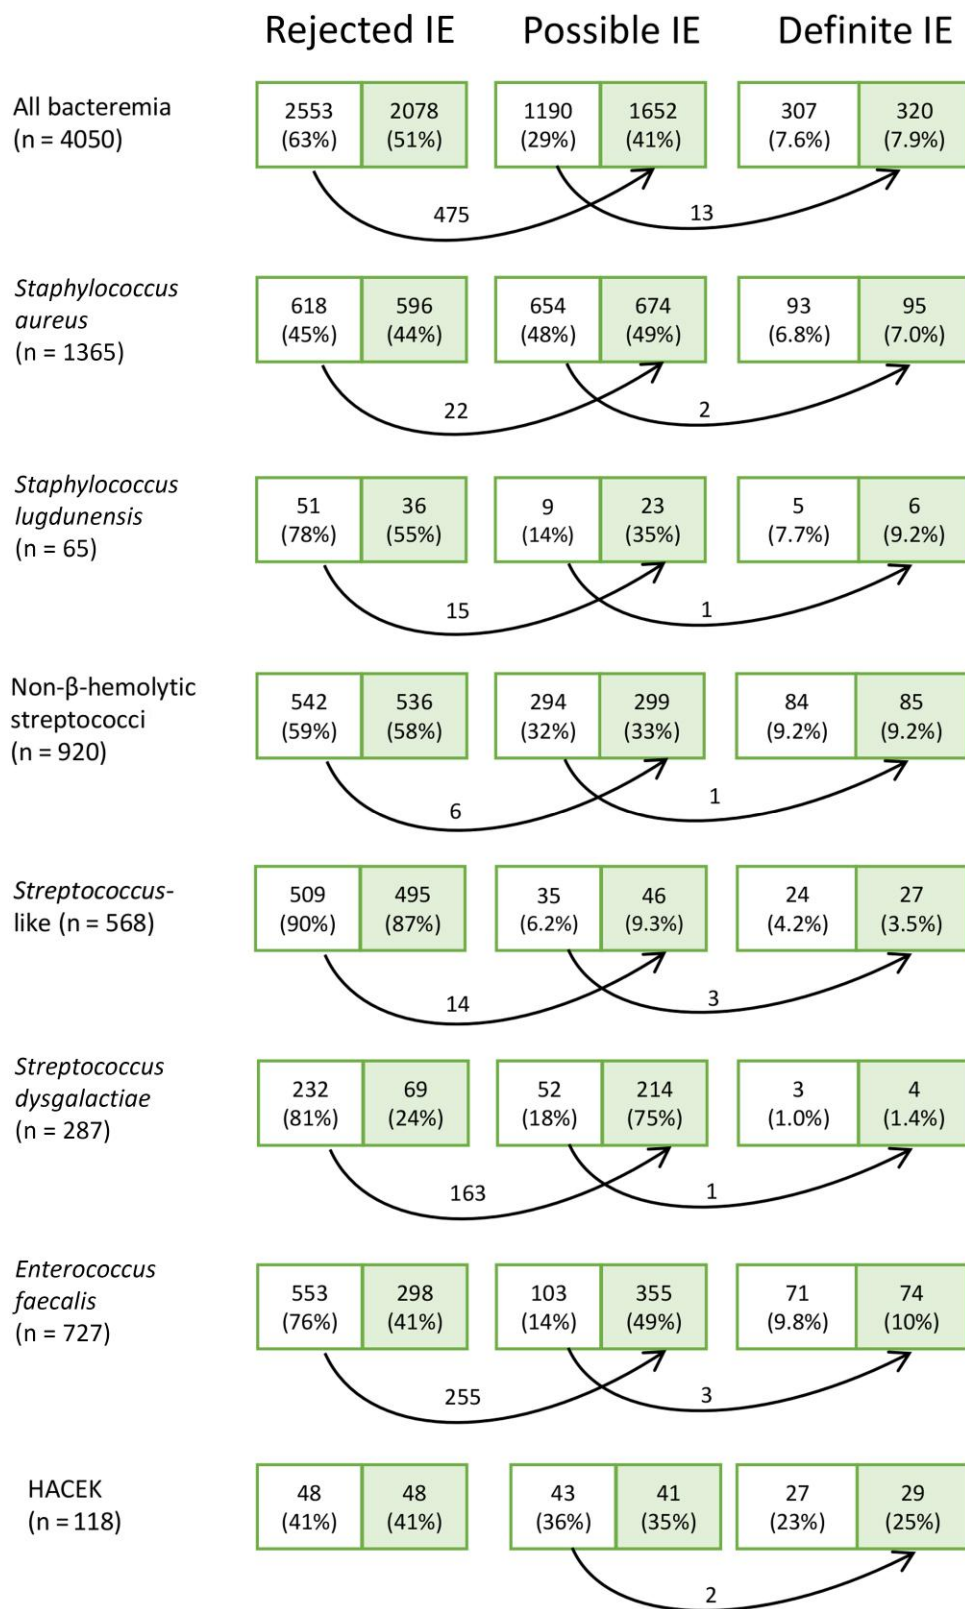 Rejected IE Possible IE Definite IE
All bacteremia
(n = 4050)
2553 2078 1190 1652 307 320
(63%) (51%) (29%) (41%) (7.6%) (7.9%)
475 13
Staphylococcus
aureus
(n = 1365)
618 596 654 674 93 95
(45%) (44%) (48%) (49%) (6.8%) (7.0%)
22 2
Staphylococcus
lugdunensis
(n = 65)
51 36 9 23 5 6
(78%) (55%) (14%) (35%) (7.7%) (9.2%)
15 1
Non-β-hemolytic
streptococci
(n = 920)
542 536 294 299 84 85
(59%) (58%) (32%) (33%) (9.2%) (9.2%)
6 1
Streptococcus-
like (n = 568)
509 495 35 46 24 27
(90%) (87%) (6.2%) (9.3%) (4.2%) (3.5%)
14 3
Streptococcus
dysgalactiae
(n = 287)
232 69 52 214 3 4
(81%) (24%) (18%) (75%) (1.0%) (1.4%)
163 1
Enterococcus
faecalis
(n = 727)
553 298 103 355 71 74
(76%) (41%) (14%) (49%) (9.8%) (10%)
255 3
HACEK
(n = 118)
48 48 43 41 27 29
(41%) (41%) (36%) (35%) (23%) (25%)
2